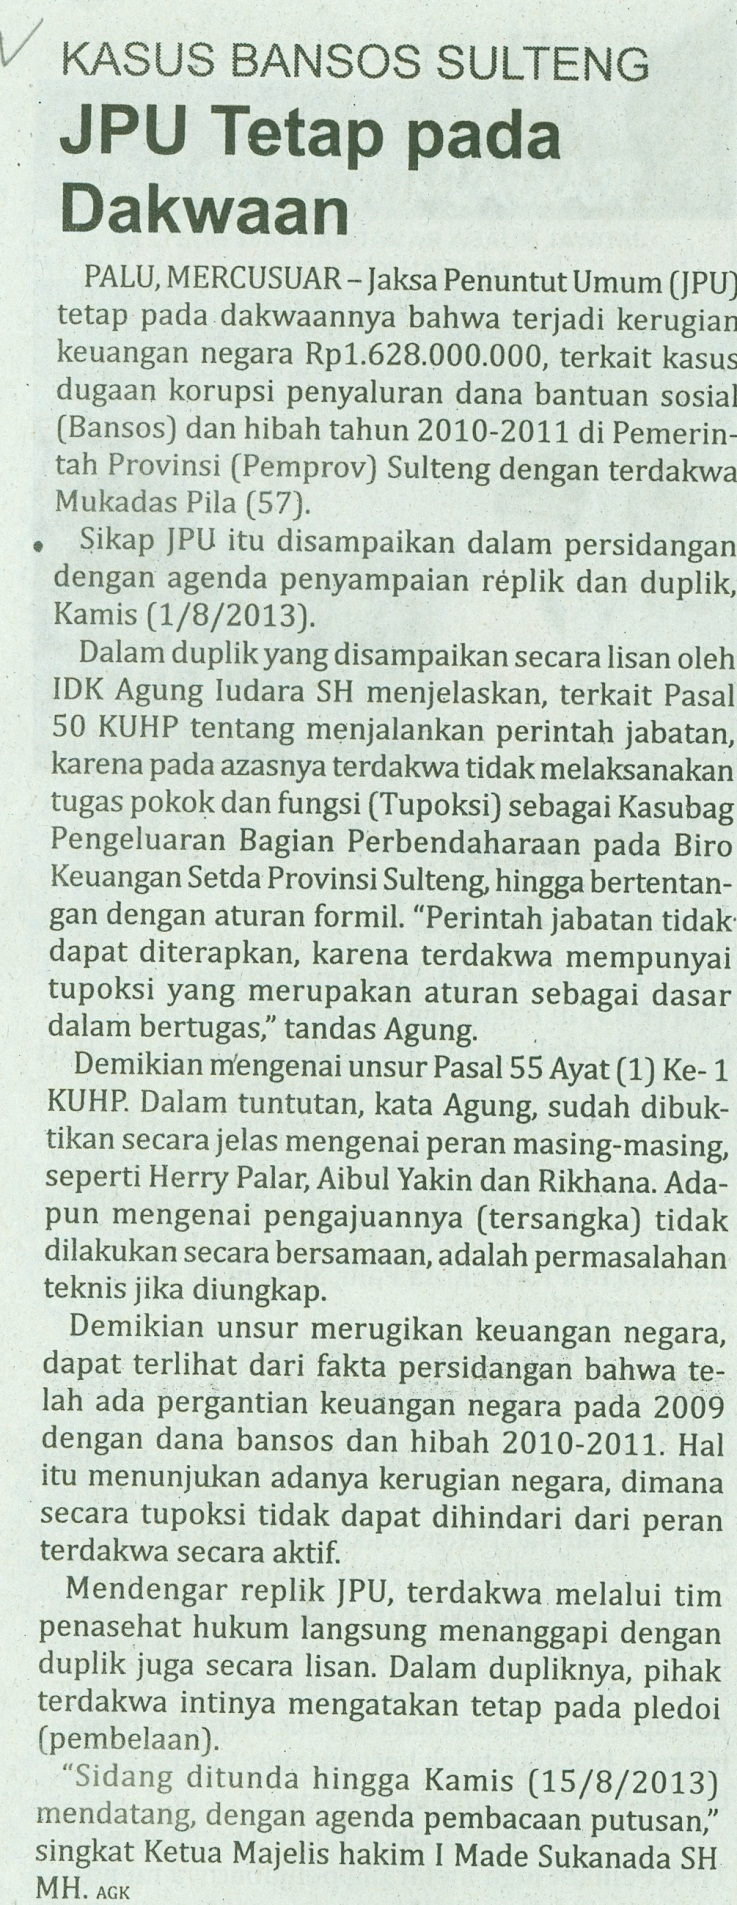 KASUS BANSOS SULTENG
JPU Tetap pada
Dakwaan
PALU, MERCUSUAR – Jaksa Penuntut Umum (JPU)
tetap pada dakwaannya bahwa terjadi kerugian
keuangan negara Rp1.628.000.000, terkait kasus
dugaan korupsi penyaluran dana bantuan sosial
(Bansos) dan hibah tahun 2010-2011 di Pemerin-
tah Provinsi (Pemprov) Sulteng dengan terdakwa
Mukadas Pila (57).
Sikap JPU itu disampaikan dalam persidangan
dengan agenda penyampaian replik dan duplik,
Kamis (1/8/2013).
Dalam duplik yang disampaikan secara lisan oleh
IDK Agung Iudara SH menjelaskan, terkait Pasal
50 KUHP tentang menjalankan perintah jabatan,
karena pada azasnya terdakwa tidak melaksanakan
tugas pokok dan fungsi (Tupoksi) sebagai Kasubag
Pengeluaran Bagian Perbendaharaan pada Biro
Keuangan Setda Provinsi Sulteng, hingga bertentan-
gan dengan aturan formil. “Perintah jabatan tidak
dapat diterapkan, karena terdakwa mempunyai
tupoksi yang merupakan aturan sebagai dasar
dalam bertugas,” tandas Agung.
Demikian mengenai unsur Pasal 55 Ayat (1) Ke- 1
KUHP. Dalam tuntutan, kata Agung, sudah dibuk-
tikan secara jelas mengenai peran masing-masing,
seperti Herry Palar, Aibul Yakin dan Rikhana. Ada-
pun mengenai pengajuannya (tersangka) tidak
dilakukan secara bersamaan, adalah permasalahan
teknis jika diungkap.
Demikian unsur merugikan keuangan negara,
dapat terlihat dari fakta persidangan bahwa te-
lah ada pergantian keuangan negara pada 2009
dengan dana bansos dan hibah 2010-2011. Hal
itu menunjukan adanya kerugian negara, dimana
secara tupoksi tidak dapat dihindari dari peran
terdakwa secara aktif.
Mendengar replik JPU, terdakwa melalui tim
penasehat hukum langsung menanggapi dengan
duplik juga secara lisan. Dalam dupliknya, pihak
terdakwa intinya mengatakan tetap pada pledoi
(pembelaan).
“Sidang ditunda hingga Kamis (15/8/2013)
mendatang, dengan agenda pembacaan putusan,”
singkat Ketua Majelis hakim I Made Sukanada SH
MH. AGK